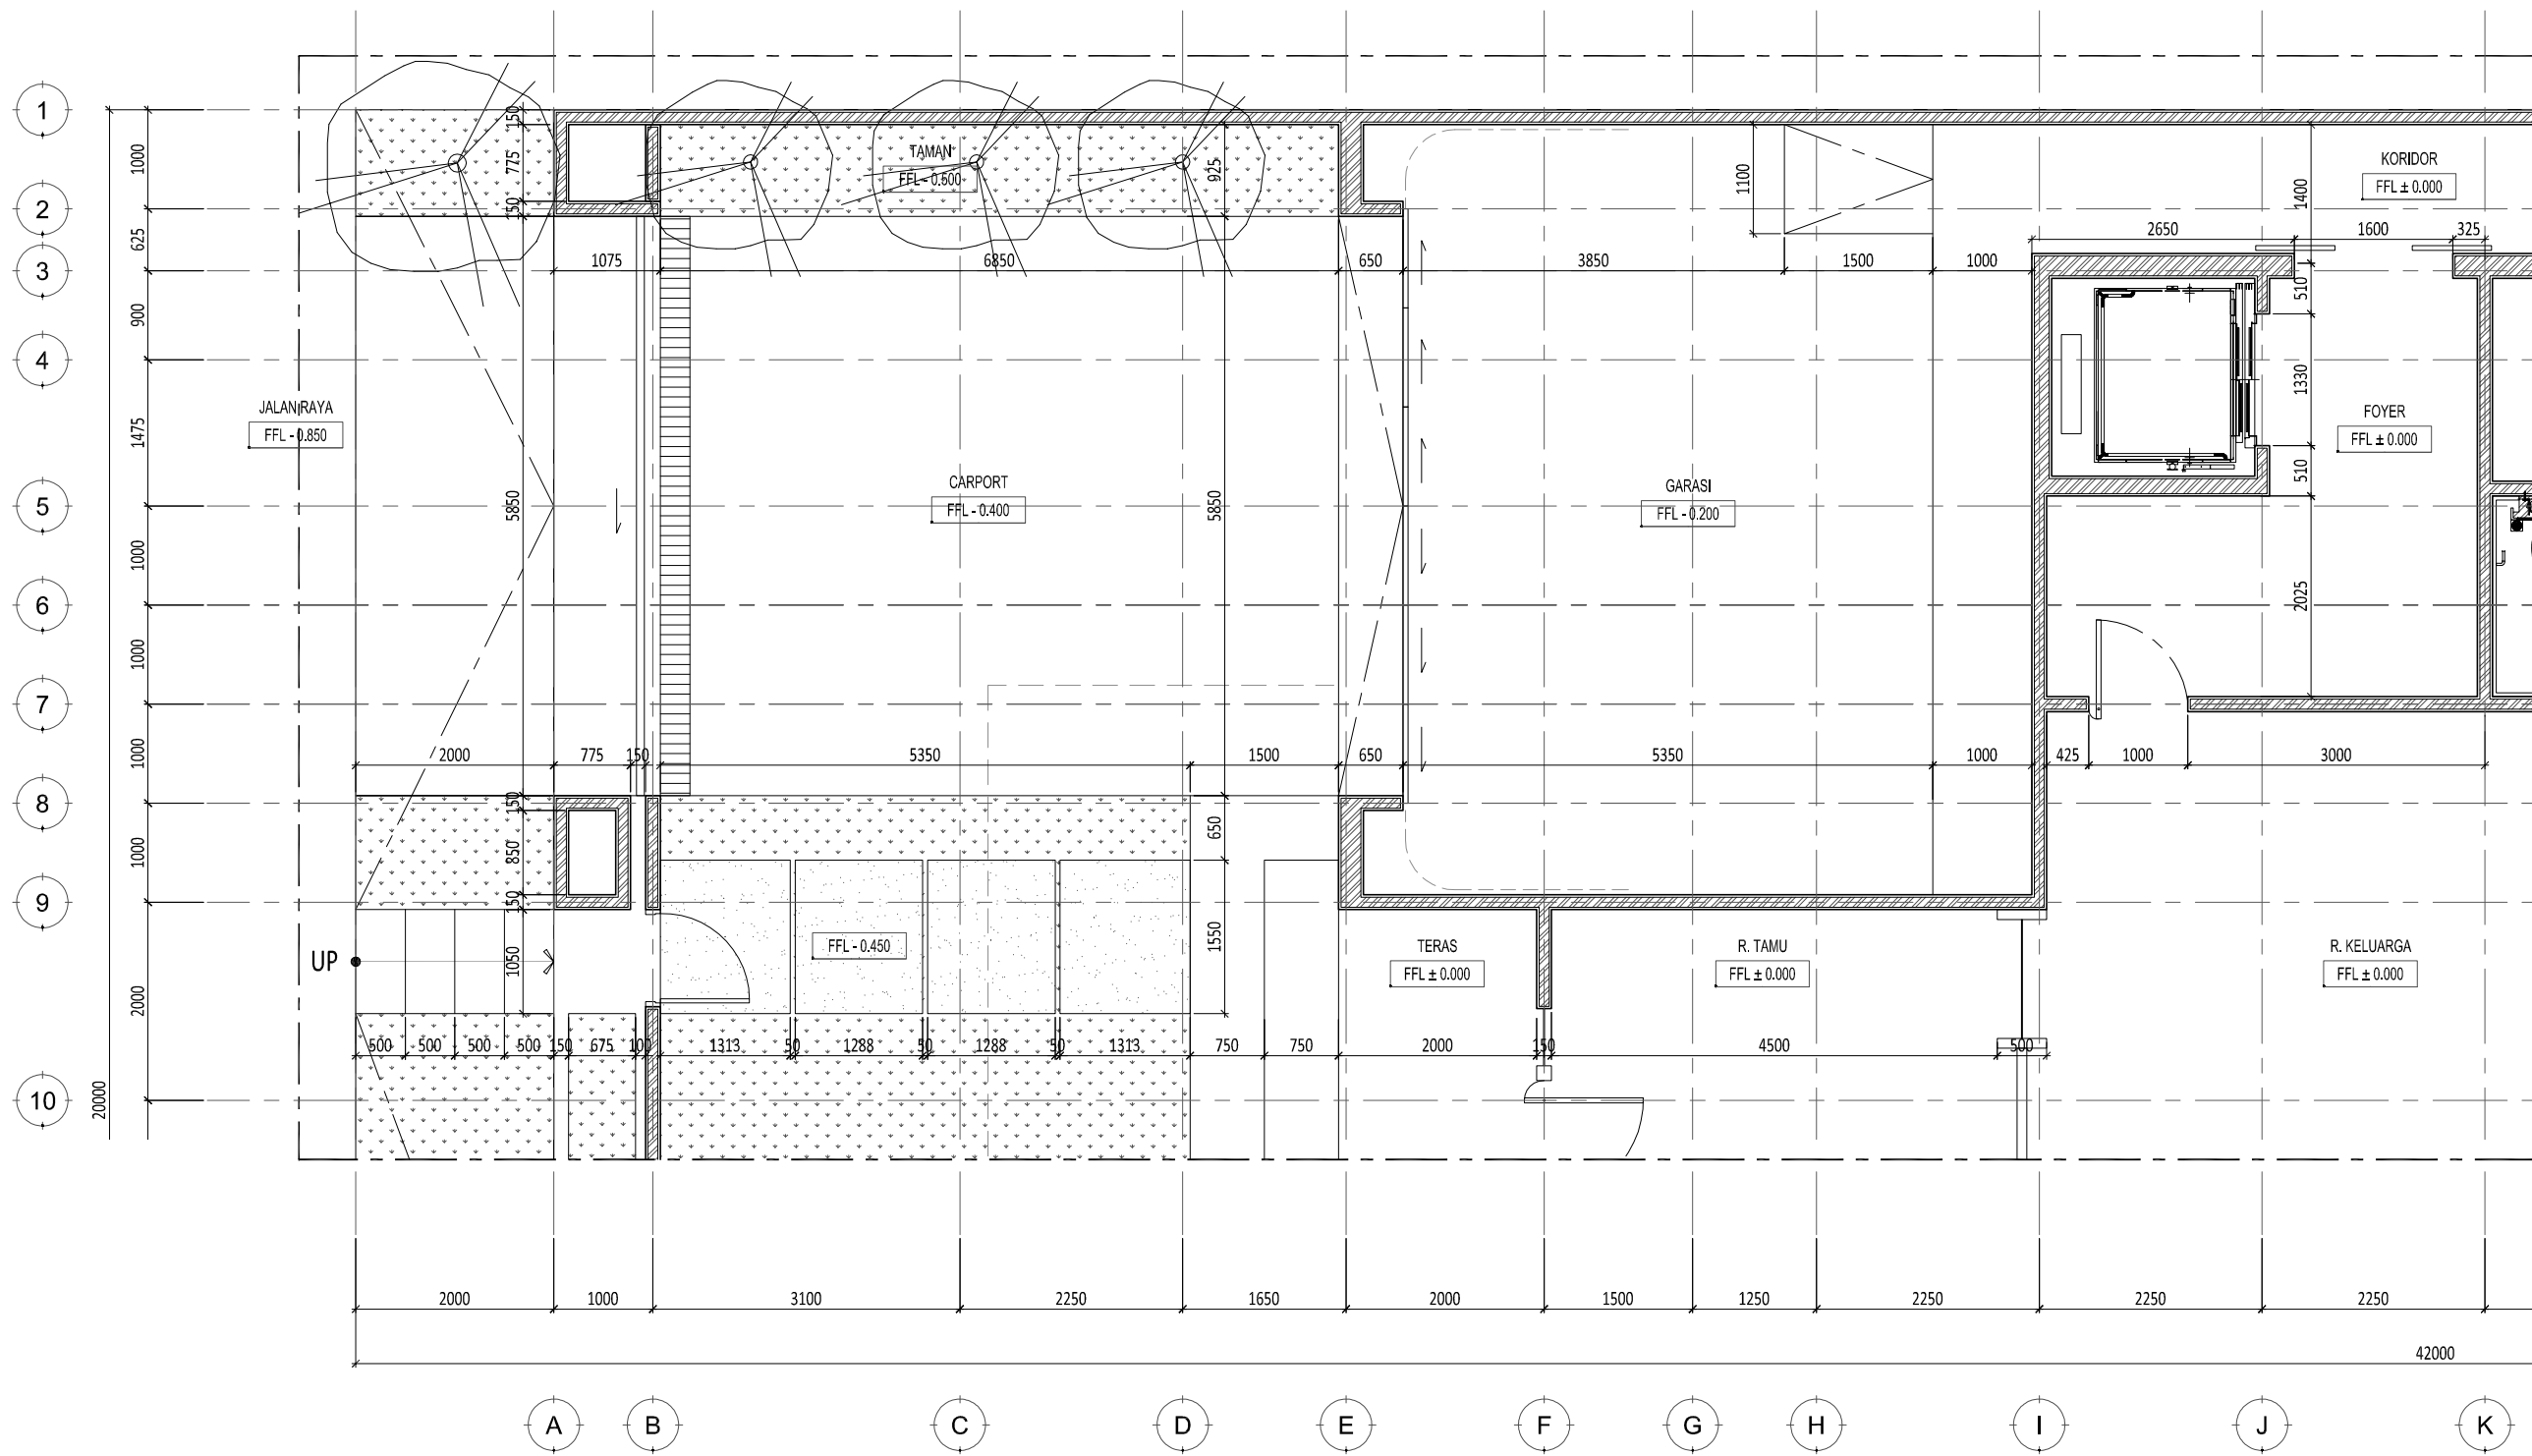 1
2
3
4
5
6
7
8
9
10
20000
1000
625
900
1475
1000
1000
1000
1000
2000
JALAN RAYA
FFL - 0.850
150
775
150
TAMAN
FFL - 0.500
925
1100
KORIDOR
FFL ± 0.000
1400
2650
1600
325
1075
6850
650
3850
1500
1000
510
1330
510
FOYER
FFL ± 0.000
5850
CARPORT
FFL - 0.400
5850
GARASI
FFL - 0.200
2025
2000
775
150
5350
1500
650
5350
1000
425
1000
3000
150
850
150
650
1550
UP
1050
FFL - 0.450
TERAS
FFL ± 0.000
R. TAMU
FFL ± 0.000
R. KELUARGA
FFL ± 0.000
500
500
500
500
150
675
100
1313
50
1288
50
1288
50
1313
750
750
2000
150
4500
500
2000
1000
3100
2250
1650
2000
1500
1250
2250
2250
2250
42000
A
B
C
D
E
F
G
H
I
J
K